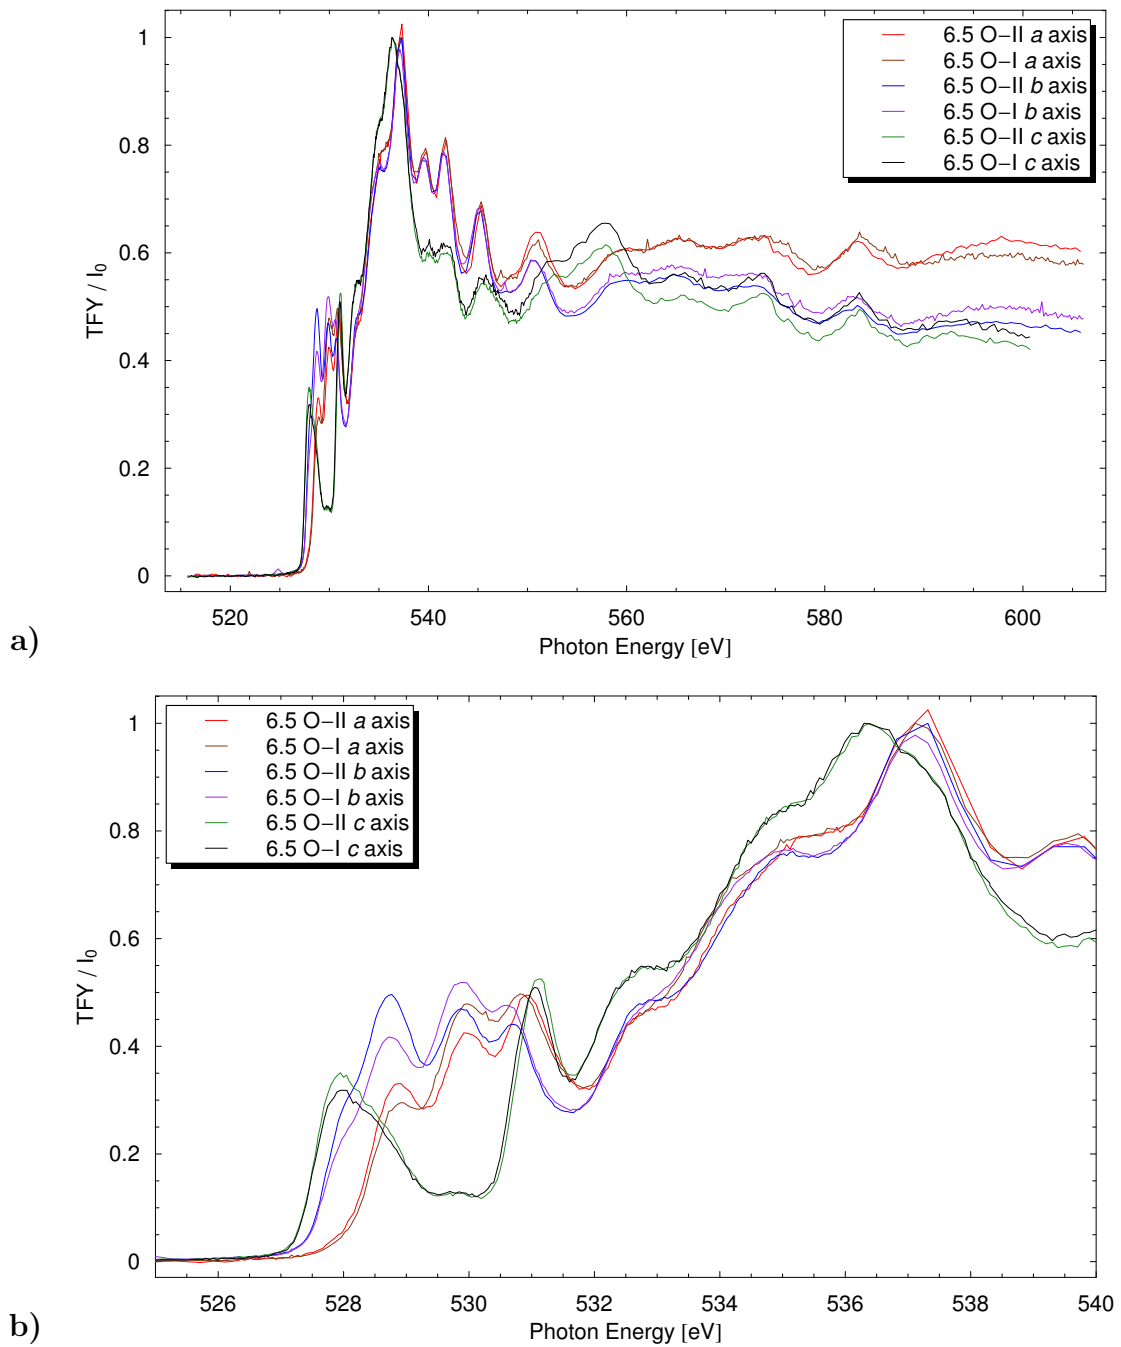 1
0.8
0.6
0.4
0.2
0
TFY / I0
6.5 O−II a axis
6.5 O−I a axis
6.5 O−II b axis
6.5 O−I b axis
6.5 O−II c axis
6.5 O−I c axis
520 540 560 580 600
Photon Energy [eV]
a)
1
0.8
0.6
0.4
0.2
0
TFY / I0
6.5 O−II a axis
6.5 O−I a axis
6.5 O−II b axis
6.5 O−I b axis
6.5 O−II c axis
6.5 O−I c axis
526 528 530 532 534 536 538 540
Photon Energy [eV]
b)